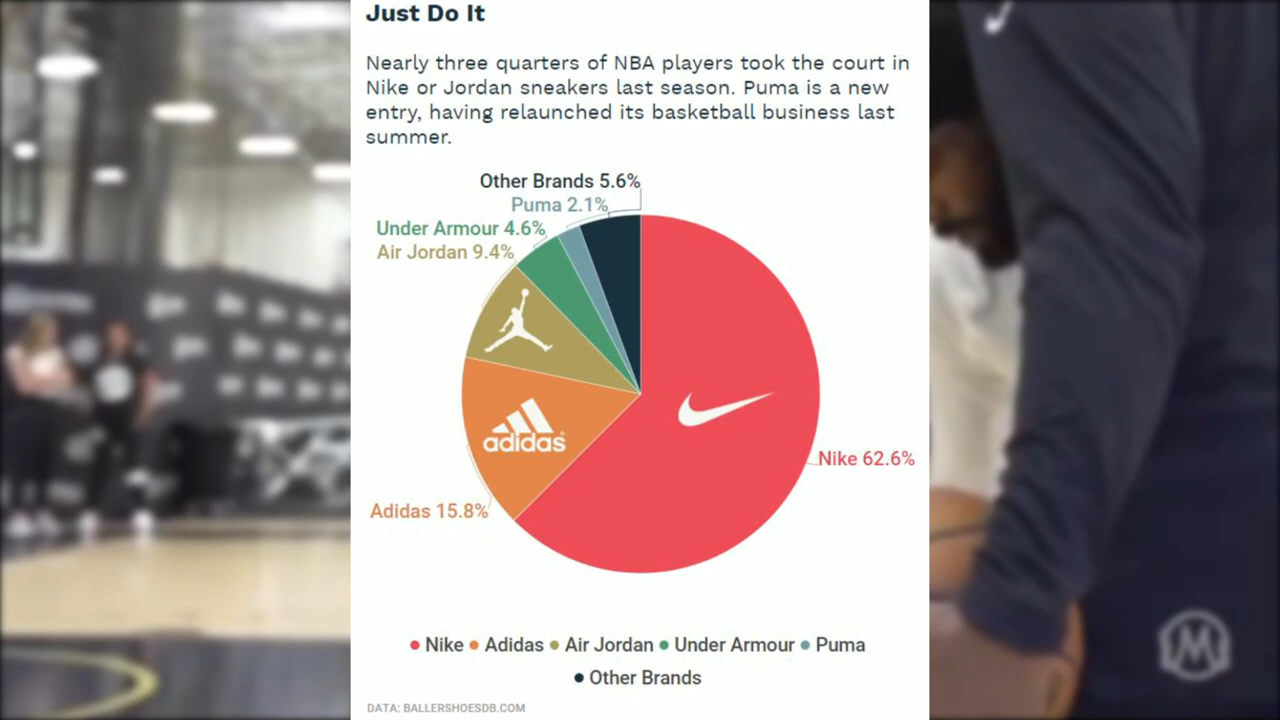 Just Do It
Nearly three quarters of NBA players took the court in
Nike or Jordan sneakers last season. Puma is a new
entry, having relaunched its basketball business last
summer.
Other Brands 5.6%
Puma 2.1%
Under Armour 4.6%
Air Jordan 9.4%
adidas
Nike 62.6%
Adidas 15.8%
Nike Adidas Air Jordan Under Armour Puma
Other Brands
DATA: BALLERSHOESDB.COM
M